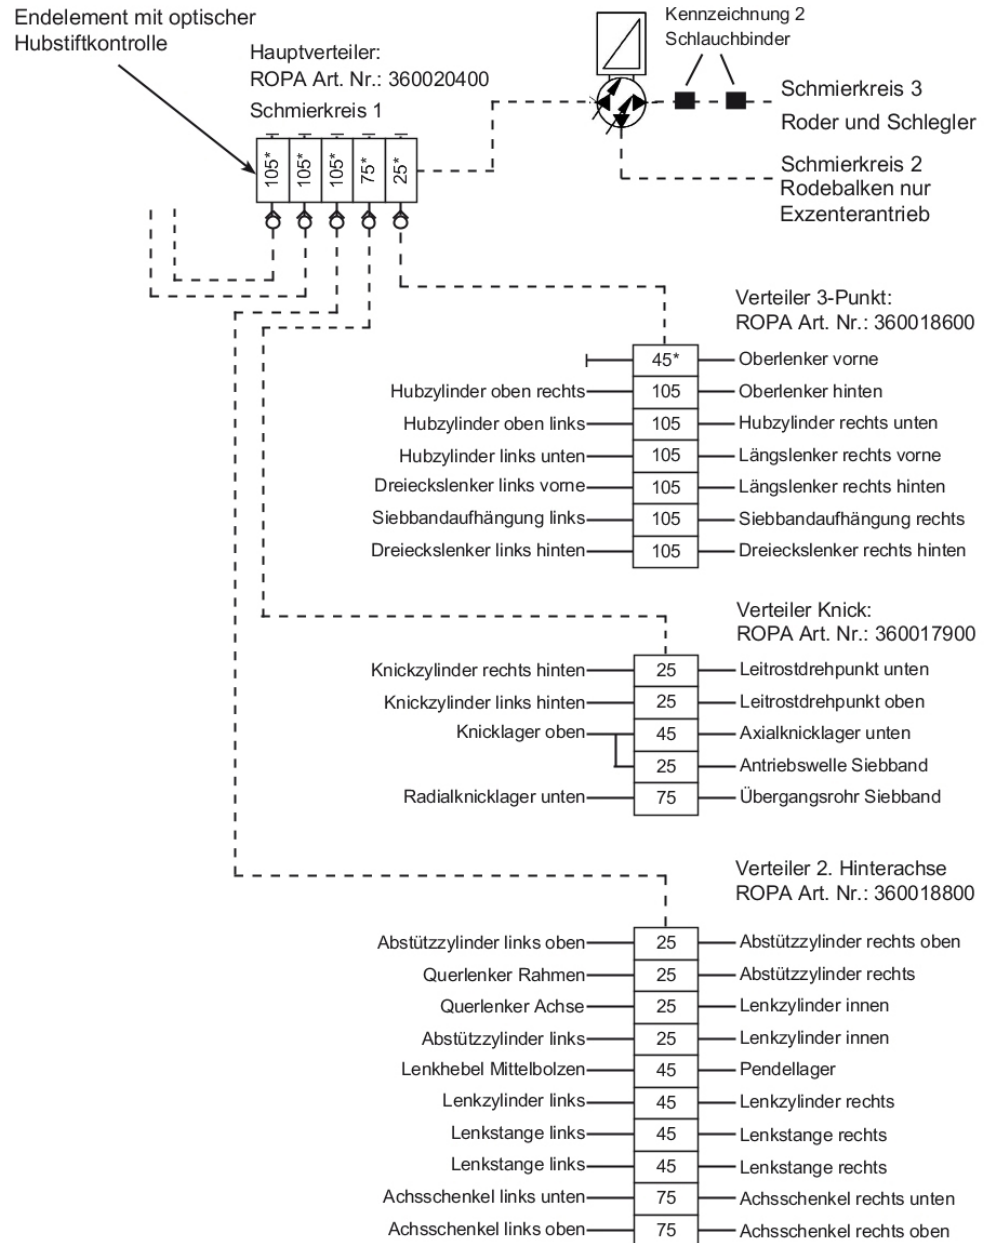 Endelement mit optischer
Hubstiftkontrolle
Hauptverteiler:
ROPA Art. Nr.: 360020400
Schmierkreis 1
105*
105*
105*
75*
25*
Kennzeichnung 2
Schlauchbinder
Schmierkreis 3
Roder und Schlegler
Schmierkreis 2
Rodebalken nur
Exzenterantrieb
Verteiler 3-Punkt:
ROPA Art. Nr.: 360018600
45* Oberlenker vorne
Hubzylinder oben rechts 105 Oberlenker hinten
Hubzylinder oben links 105 Hubzylinder rechts unten
Hubzylinder links unten 105 Längslenker rechts vorne
Dreieckslenker links vorne 105 Längslenker rechts hinten
Siebbandaufhängung links 105 Siebbandaufhängung rechts
Dreieckslenker links hinten 105 Dreieckslenker rechts hinten
Verteiler Knick:
ROPA Art. Nr.: 360017900
Knickzylinder rechts hinten 25 Leitrostdrehpunkt unten
Knickzylinder links hinten 25 Leitrostdrehpunkt oben
Knicklager oben 45 Axialknicklager unten
25 Antriebswelle Siebband
Radialknicklager unten 75 Übergangsrohr Siebband
Verteiler 2. Hinterachse
ROPA Art. Nr.: 360018800
Abstützzylinder links oben 25 Abstützzylinder rechts oben
Querlenker Rahmen 25 Abstützzylinder rechts
Querlenker Achse 25 Lenkzylinder innen
Abstützzylinder links 25 Lenkzylinder innen
Lenkhebel Mittelbolzen 45 Pendellager
Lenkzylinder links 45 Lenkzylinder rechts
Lenkstange links 45 Lenkstange rechts
Lenkstange links 45 Lenkstange rechts
Achsschenkel links unten 75 Achsschenkel rechts unten
Achsschenkel links oben 75 Achsschenkel rechts oben